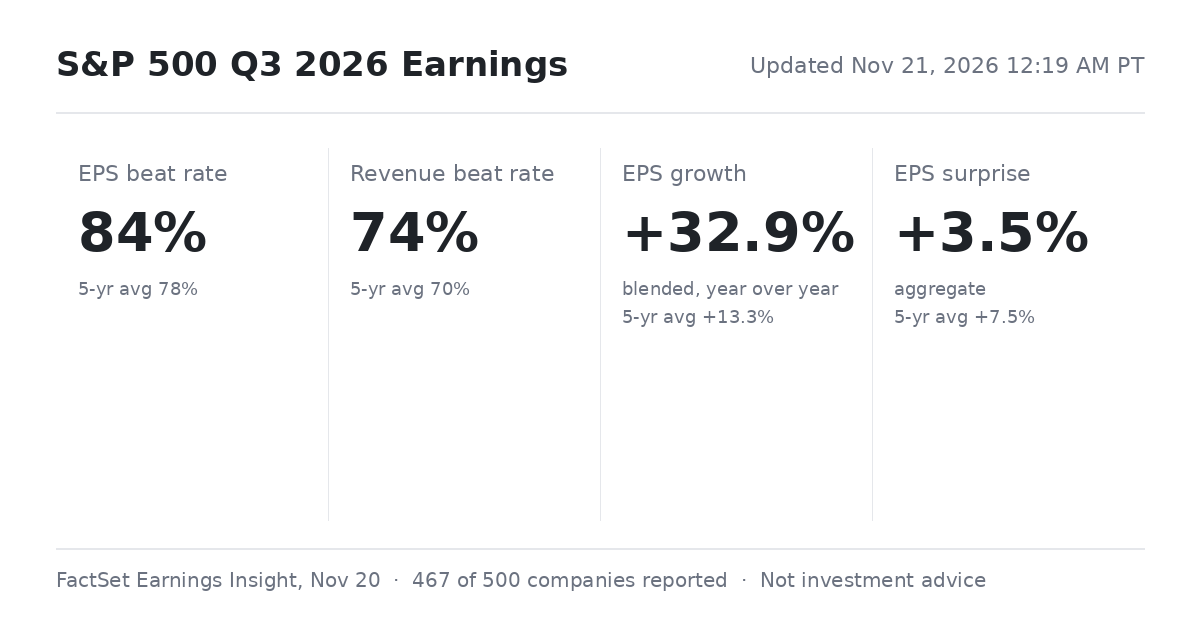 S&P 500 Q3 2026 Earnings
Updated Nov 21, 2026 12:19 AM PT
EPS beat rate
84%
5-yr avg 78%
Revenue beat rate
74%
5-yr avg 70%
EPS growth
+32.9%
blended, year over year
5-yr avg +13.3%
EPS surprise
+3.5%
aggregate
5-yr avg +7.5%
FactSet Earnings Insight, Nov 20 · 467 of 500 companies reported · Not investment advice